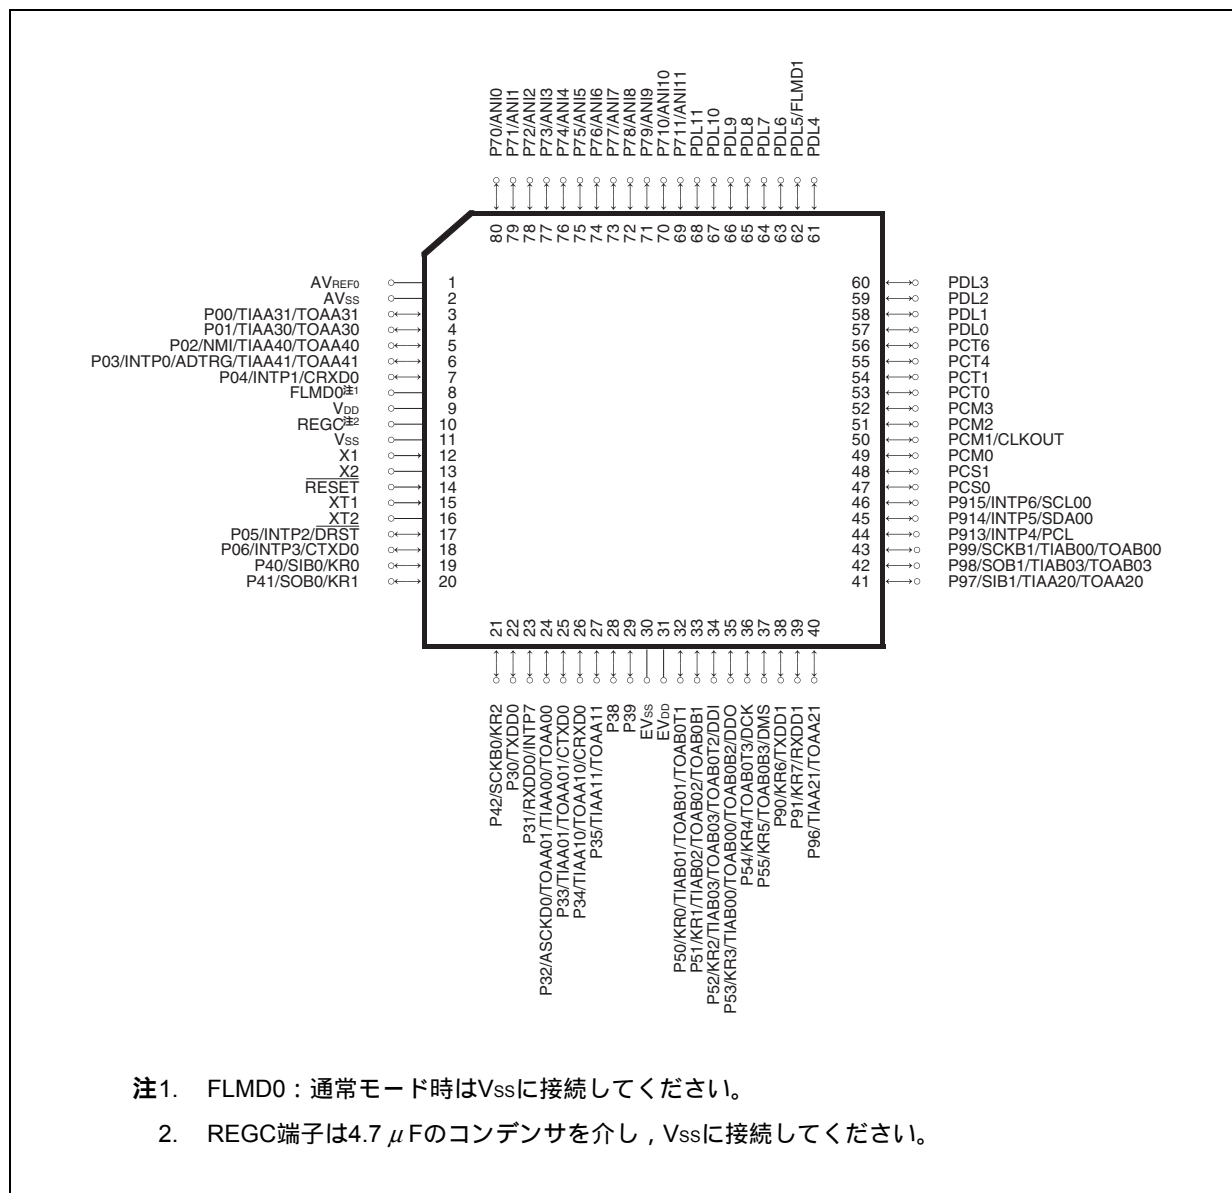 P70/ANI0
P71/ANI1
P72/ANI2
P73/ANI3
P74/ANI4
P75/ANI5
P76/ANI6
P77/ANI7
P78/ANI8
P79/ANI9
P710/ANI10
P711/ANI11
PDL11
PDL10
PDL9
PDL8
PDL7
PDL6
PDL5/FLMD1
PDL4
80 79 78 77 76 75 74 73 72 71 70 69 68 67 66 65 64 63 62 61
AVREF0 1
AVSS 2
P00/TIAA31/TOAA31 3
P01/TIAA30/TOAA30 4
P02/NMI/TIAA40/TOAA40 5
P03/INTP0/ADTRG/TIAA41/TOAA41 6
P04/INTP1/CRXD0 7
FLMD0注1 8
VDD 9
REGC注2 10
VSS 11
X1 12
X2 13
RESET 14
XT1 15
XT2 16
P05/INTP2/DRST 17
P06/INTP3/CTXD0 18
P40/SIB0/KR0 19
P41/SOB0/KR1 20
60 PDL3
59 PDL2
58 PDL1
57 PDL0
56 PCT6
55 PCT4
54 PCT1
53 PCT0
52 PCM3
51 PCM2
50 PCM1/CLKOUT
49 PCM0
48 PCS1
47 PCS0
46 P915/INTP6/SCL00
45 P914/INTP5/SDA00
44 P913/INTP4/PCL
43 P99/SCKB1/TIAB00/TOAB00
42 P98/SOB1/TIAB03/TOAB03
41 P97/SIB1/TIAA20/TOAA20
21 22 23 24 25 26 27 28 29 30 31 32 33 34 35 36 37 38 39 40
P42/SCKB0/KR2
P30/TXDD0
P31/RXDD0/INTP7
P32/ASCKD0/TOAA01/TIAA00/TOAA00
P33/TIAA01/TOAA01/CTXD0
P34/TIAA10/TOAA10/CRXD0
P35/TIAA11/TOAA11
P38
P39
EVSS
EVDD
P50/KR0/TIAB01/TOAB01/TOAB0T1
P51/KR1/TIAB02/TOAB02/TOAB0B1
P52/KR2/TIAB03/TOAB03/TOAB0T2/DDI
P53/KR3/TIAB00/TOAB00/TOAB0B2/DDO
P54/KR4/TOAB0T3/DCK
P55/KR5/TOAB0B3/DMS
P90/KR6/TXDD1
P91/KR7/RXDD1
P96/TIAA21/TOAA21
注1. FLMD0：通常モード時はVSSに接続してください。
2. REGC端子は4.7 μFのコンデンサを介し，VSSに接続してください。